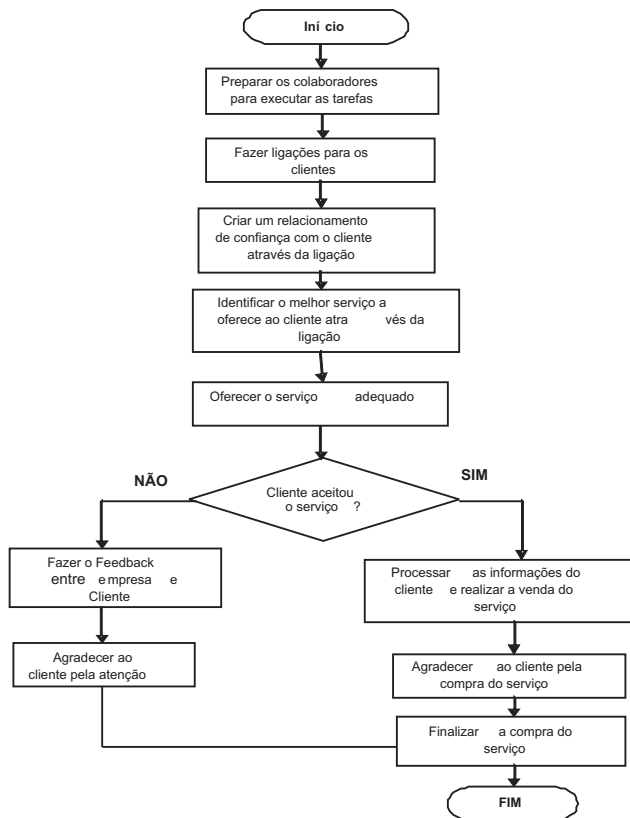 Iní cio
Preparar os colaboradores
para executar as tarefas
Fazer ligações para os
clientes
Criar um relacionamento
de confiança com o cliente
através da ligação
Identificar o melhor serviço a
oferece ao cliente atra vés da
ligação
Oferecer o serviço adequado
Cliente aceitou
o serviço ?
NÃO
SIM
Fazer o Feedback
entre e mpresa e
Cliente
Agradecer ao
cliente pela atenção
Processar as informações do
cliente e realizar a venda do
serviço
Agradecer ao cliente pela
compra do serviço
Finalizar a compra do
serviço
FIM